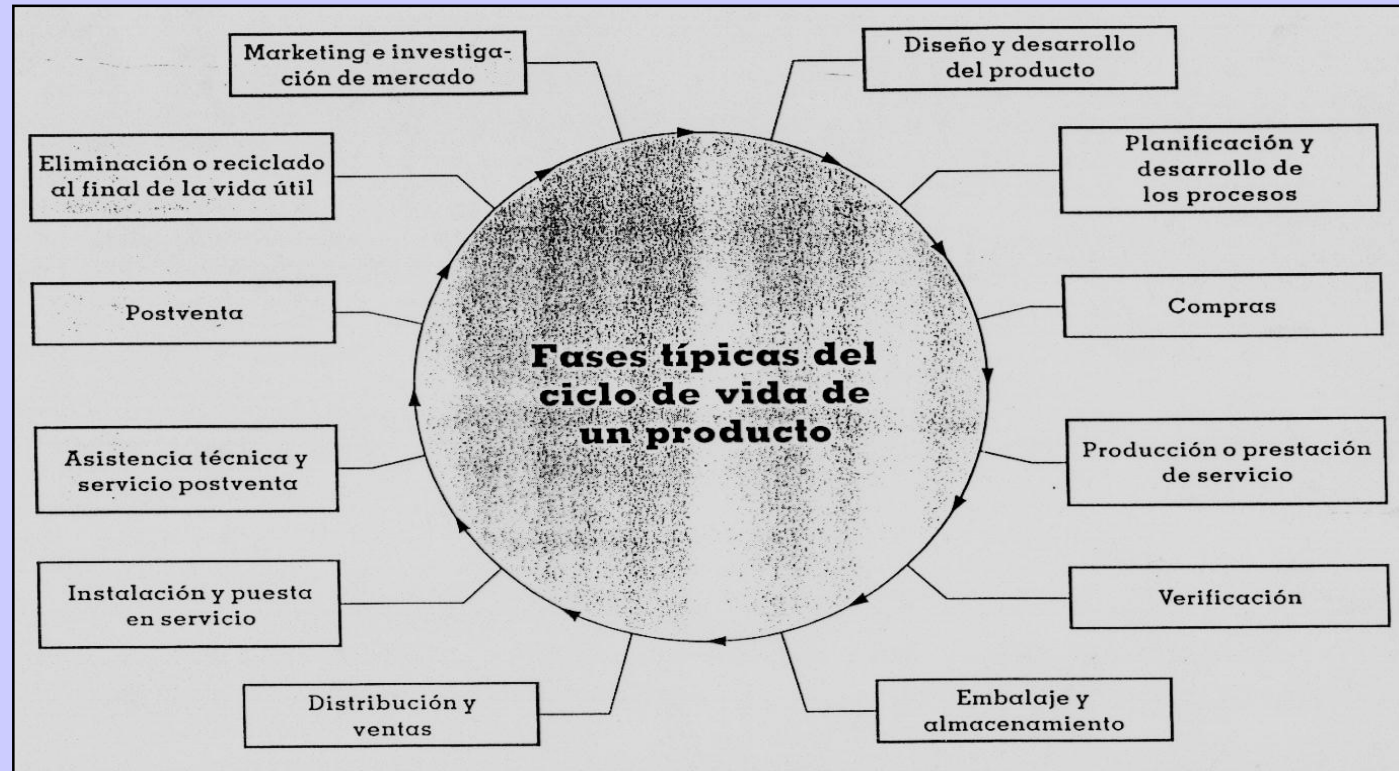 Marketing e investiga-
ción de mercado
Diseño y desarrollo
del producto
Planificación y
desarrollo de
los procesos
Compras
Producción o prestación
de servicio
Verificación
Embalaje y
almacenamiento
Distribución y
ventas
Instalación y puesta
en servicio
Asistencia técnica y
servicio postventa
Postventa
Eliminación o reciclado
al final de la vida útil
Fases típicas del
ciclo de vida de
un producto